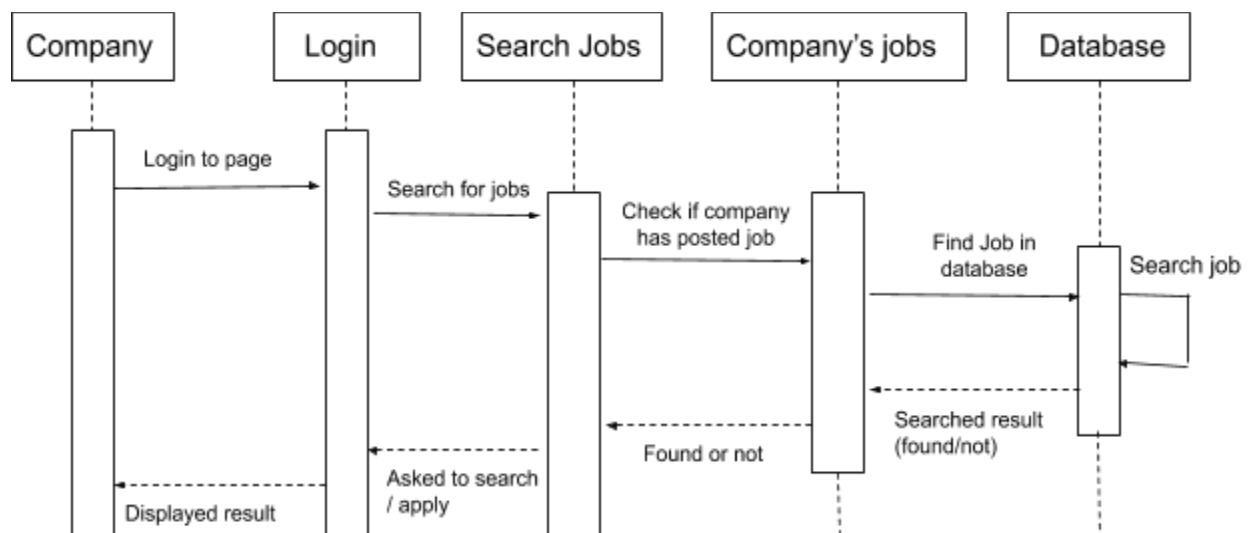 Company
Login
Search Jobs
Company's jobs
Database
Login to page
Search for jobs
Check if company
has posted job
Find Job in
database
Search job
Searched result
(found/not)
Found or not
Asked to search
/ apply
Displayed result